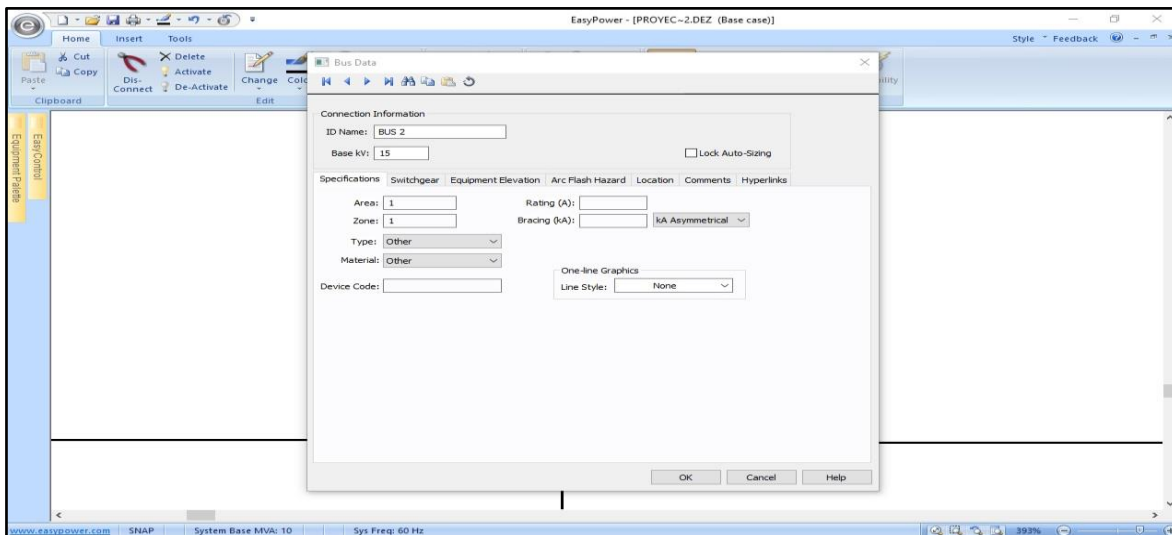 EasyPower - [PROYEC~2.DEZ (Base case)]
Home Insert Tools Style Feedback
Paste
Cut
Copy
Clipboard
Dis-
Connect
Delete
Activate
De-Activate
Change
Edit
EasyControl
Equipment Palette
Bus Data
Connection Information
ID Name: BUS 2
Base kV: 15
Lock Auto-Sizing
Specifications Switchgear Equipment Elevation Arc Flash Hazard Location Comments Hyperlinks
Area: 1 Rating (A):
Zone: 1 Bracing (kA): kA Asymmetrical
Type: Other
Material: Other
One-line Graphics
Device Code: Line Style: None
OK Cancel Help
www.easypower.com SNAP System Base MVA: 10 Sys Freq: 60 Hz 393%